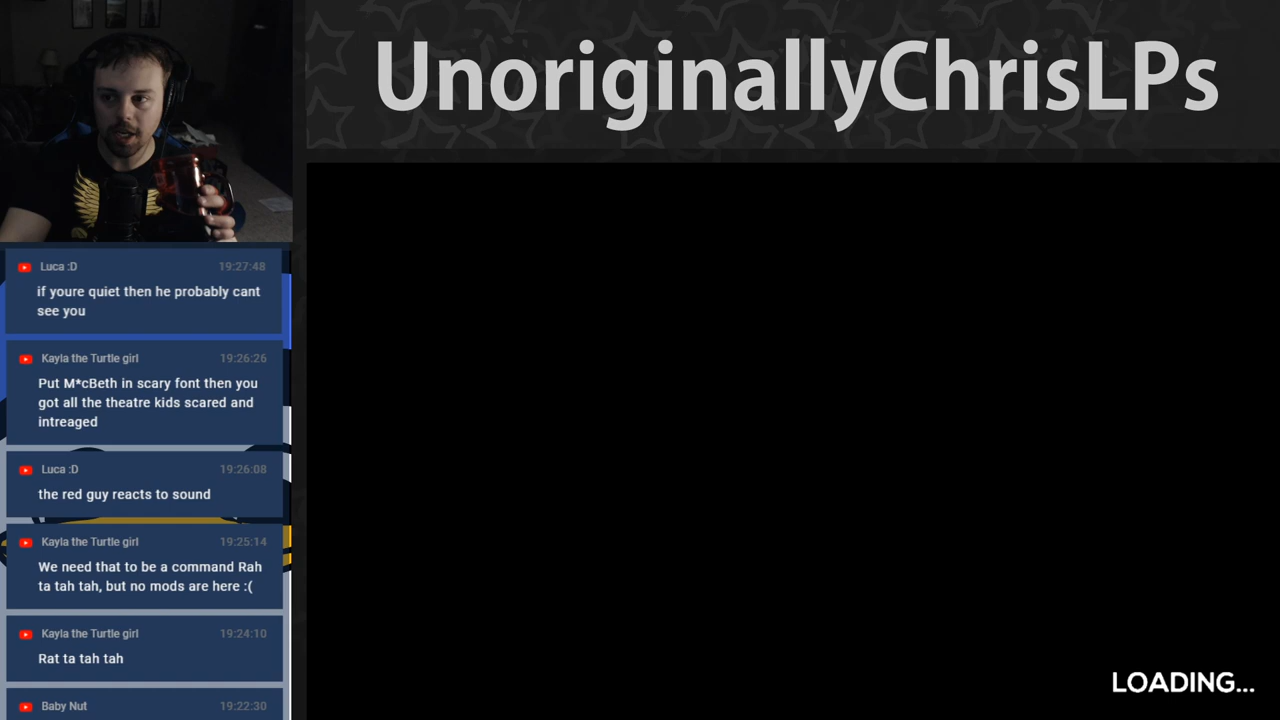 UnoriginallyChrisLPs
Luca :D 19:27:48
if youre quiet then he probably cant
see you
Kayla the Turtle girl 19:26:26
Put M*cBeth in scary font then you
got all the theatre kids scared and
intreaged
Luca :D 19:26:08
the red guy reacts to sound
Kayla the Turtle girl 19:25:14
We need that to be a command Rah
ta tah tah, but no mods are here :(
Kayla the Turtle girl 19:24:10
Rat ta tah tah
Baby Nut 19:22:30
LOADING...